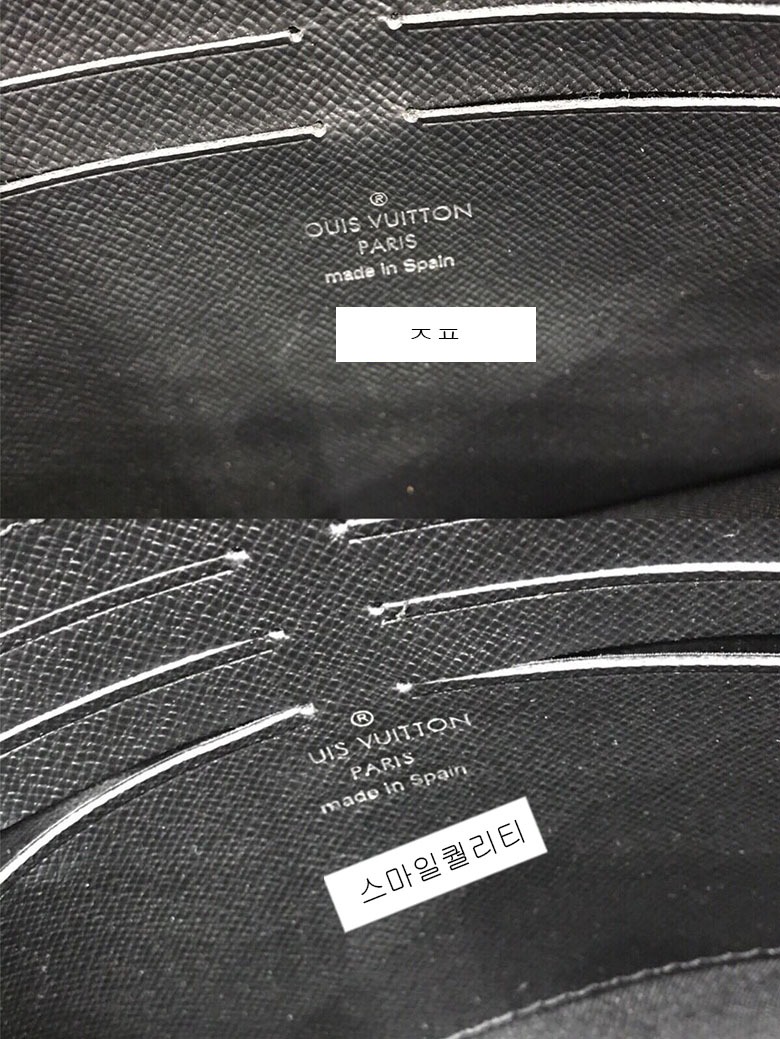 ®
OUIS VUITTON
PARIS
made in Spain
ㅈ ㅍ
®
UIS VUITTON
PARIS
made in Spain
스마일퀄리티